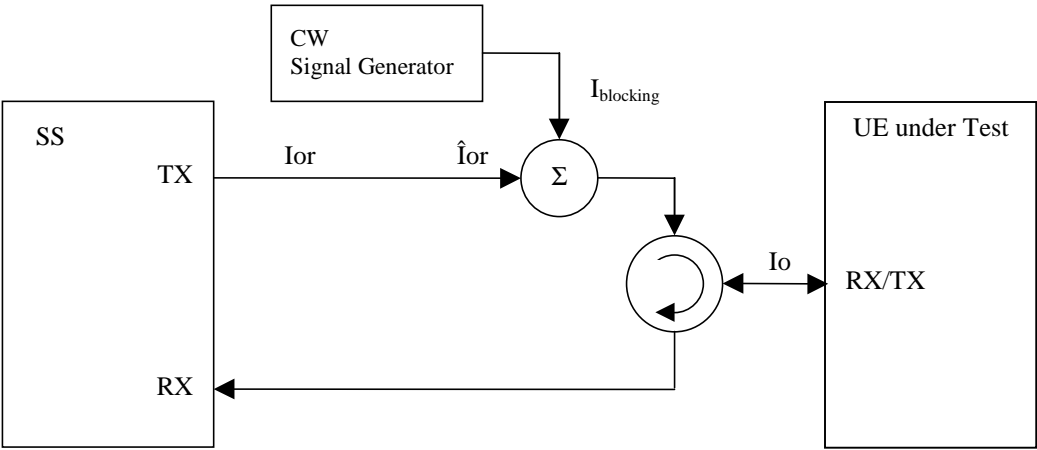 CW
Signal Generator
I_blocking
SS
UE under Test
TX
Ior
Îor
Σ
Io
RX/TX
RX